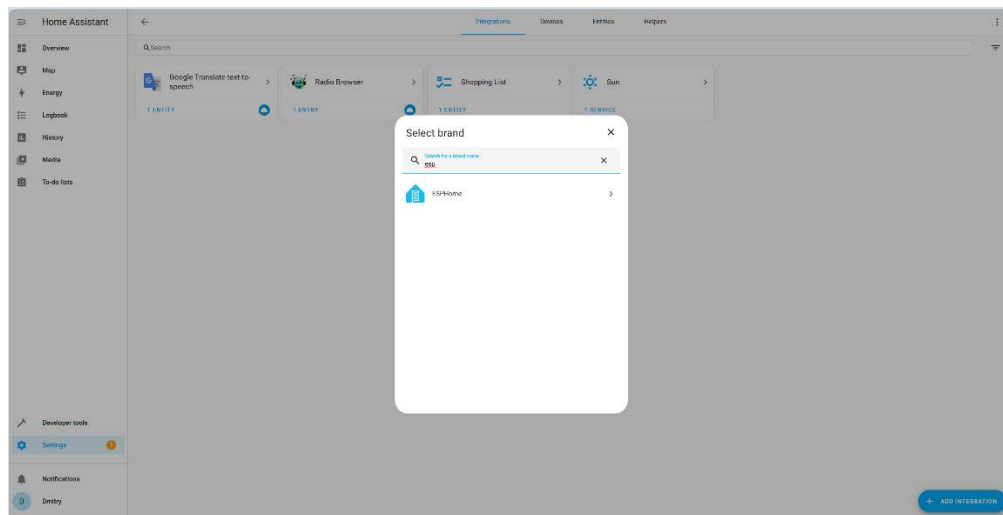 Home Assistant
Integrations
Devices
Entities
Helpers
Overview
Map
Energy
Logbook
History
Media
To-do lists
Search
Google Translate text-to-
speech
1 ENTITY
Radio Browser
1 ENTRY
Shopping List
1 ENTITY
Sun
1 SERVICE
Select brand
Search for a brand name
esp
ESPHome
Developer tools
Settings
1
Notifications
D
Dmitry
ADD INTEGRATION